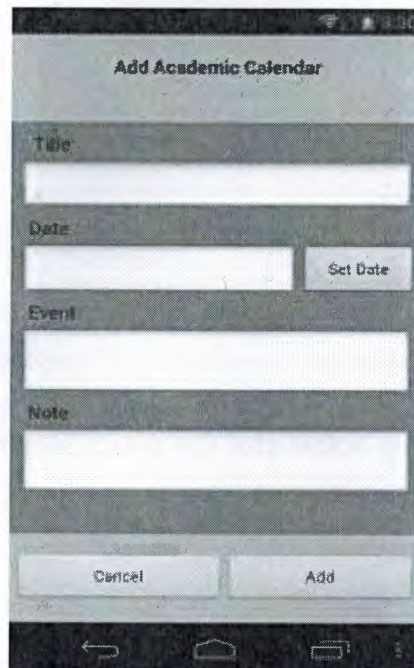 Add Academic Calendar
Title
Date
Set Date
Event
Note
Cancel
Add